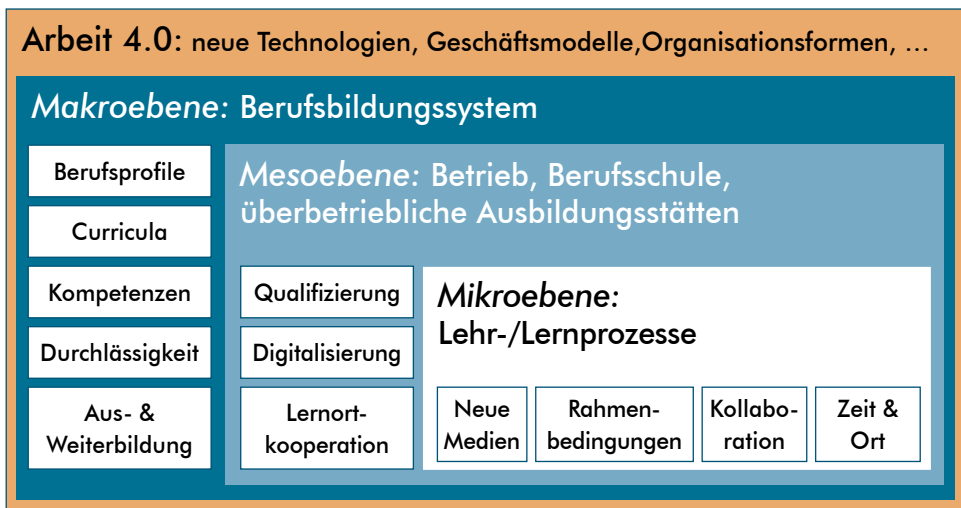 Arbeit 4.0: neue Technologien, Geschäftsmodelle,Organisationsformen, …
Makroebene: Berufsbildungssystem
Berufsprofile
Curricula
Kompetenzen
Durchlässigkeit
Aus- &
Weiterbildung
Mesoebene: Betrieb, Berufsschule,
überbetriebliche Ausbildungsstätten
Qualifizierung
Digitalisierung
Lernort-
kooperation
Mikroebene:
Lehr-/Lernprozesse
Neue
Medien
Rahmen-
bedingungen
Kollabo-
ration
Zeit &
Ort